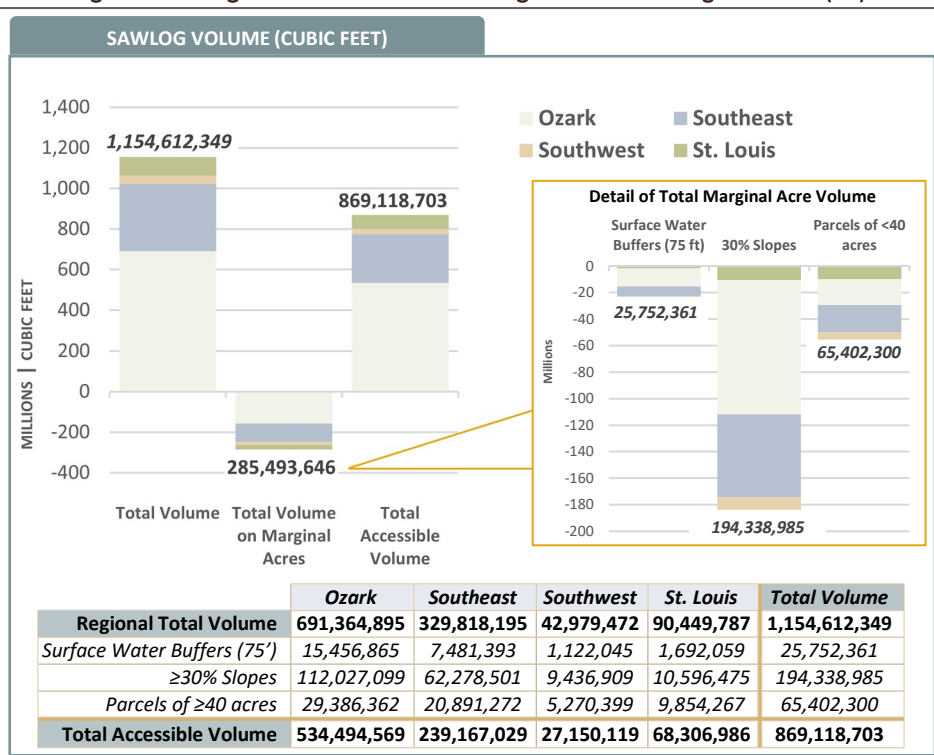 SAWLOG VOLUME (CUBIC FEET)
1,400
1,200
1,000
800
600
400
200
0
-200
-400
MILLIONS | CUBIC FEET
1,154,612,349
285,493,646
869,118,703
Total Volume
Total Volume
on Marginal
Acres
Total
Accessible
Volume
Ozark
Southeast
Southwest
St. Louis
Detail of Total Marginal Acre Volume
Surface Water
Buffers (75 ft)
30% Slopes
Parcels of <40
acres
0
-20
-40
-60
-80
-100
-120
-140
-160
-180
-200
Millions
25,752,361
194,338,985
65,402,300
Ozark Southeast Southwest St. Louis Total Volume
Regional Total Volume 691,364,895 329,818,195 42,979,472 90,449,787 1,154,612,349
Surface Water Buffers (75′) 15,456,865 7,481,393 1,122,045 1,692,059 25,752,361
≥30% Slopes 112,027,099 62,278,501 9,436,909 10,596,475 194,338,985
Parcels of ≥40 acres 29,386,362 20,891,272 5,270,399 9,854,267 65,402,300
Total Accessible Volume 534,494,569 239,167,029 27,150,119 68,306,986 869,118,703